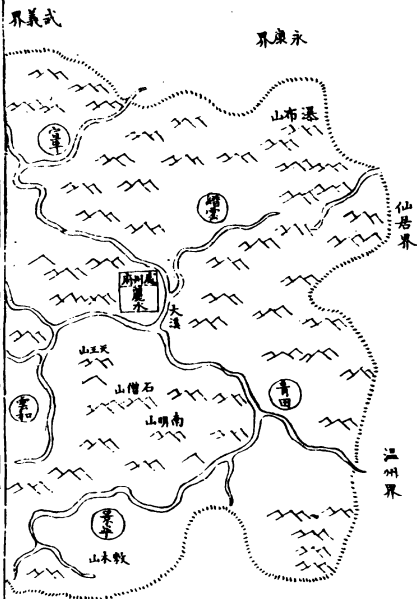 武義界
永康界
瀑布山
宣平
仙居界
縉雲
處州府
麗水
大溪
天王山
石僧山
青田
雲和
南明山
温州界
景寧
敕木山